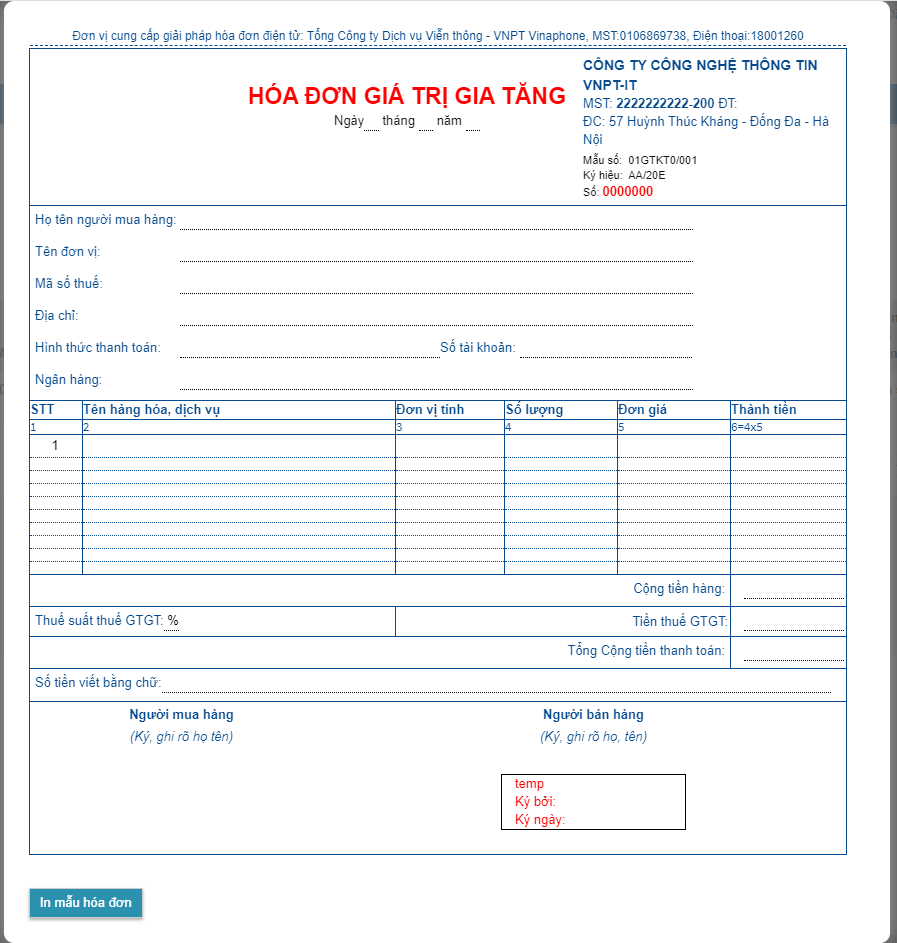 Đơn vị cung cấp giải pháp hóa đơn điện tử: Tổng Công ty Dịch vụ Viễn thông - VNPT Vinaphone, MST:0106869738, Điện thoại:18001260
CÔNG TY CÔNG NGHỆ THÔNG TIN
VNPT-IT
HÓA ĐƠN GIÁ TRỊ GIA TĂNG
MST: 2222222222-200 ĐT:
Ngày tháng năm
ĐC: 57 Huỳnh Thúc Kháng - Đống Đa - Hà
Nội
Mẫu số: 01GTKT0/001
Ký hiệu: AA/20E
Số: 0000000
Họ tên người mua hàng:
Tên đơn vị:
Mã số thuế:
Địa chỉ:
Hình thức thanh toán: Số tài khoản:
Ngân hàng:
STT Tên hàng hóa, dịch vụ Đơn vị tính Số lượng Đơn giá Thành tiền
1 2 3 4 5 6=4x5
1
Cộng tiền hàng:
Thuế suất thuế GTGT: % Tiền thuế GTGT:
Tổng Cộng tiền thanh toán:
Số tiền viết bằng chữ:
Người mua hàng Người bán hàng
(Ký, ghi rõ họ tên) (Ký, ghi rõ họ, tên)
temp
Ký bởi:
Ký ngày:
In mẫu hóa đơn